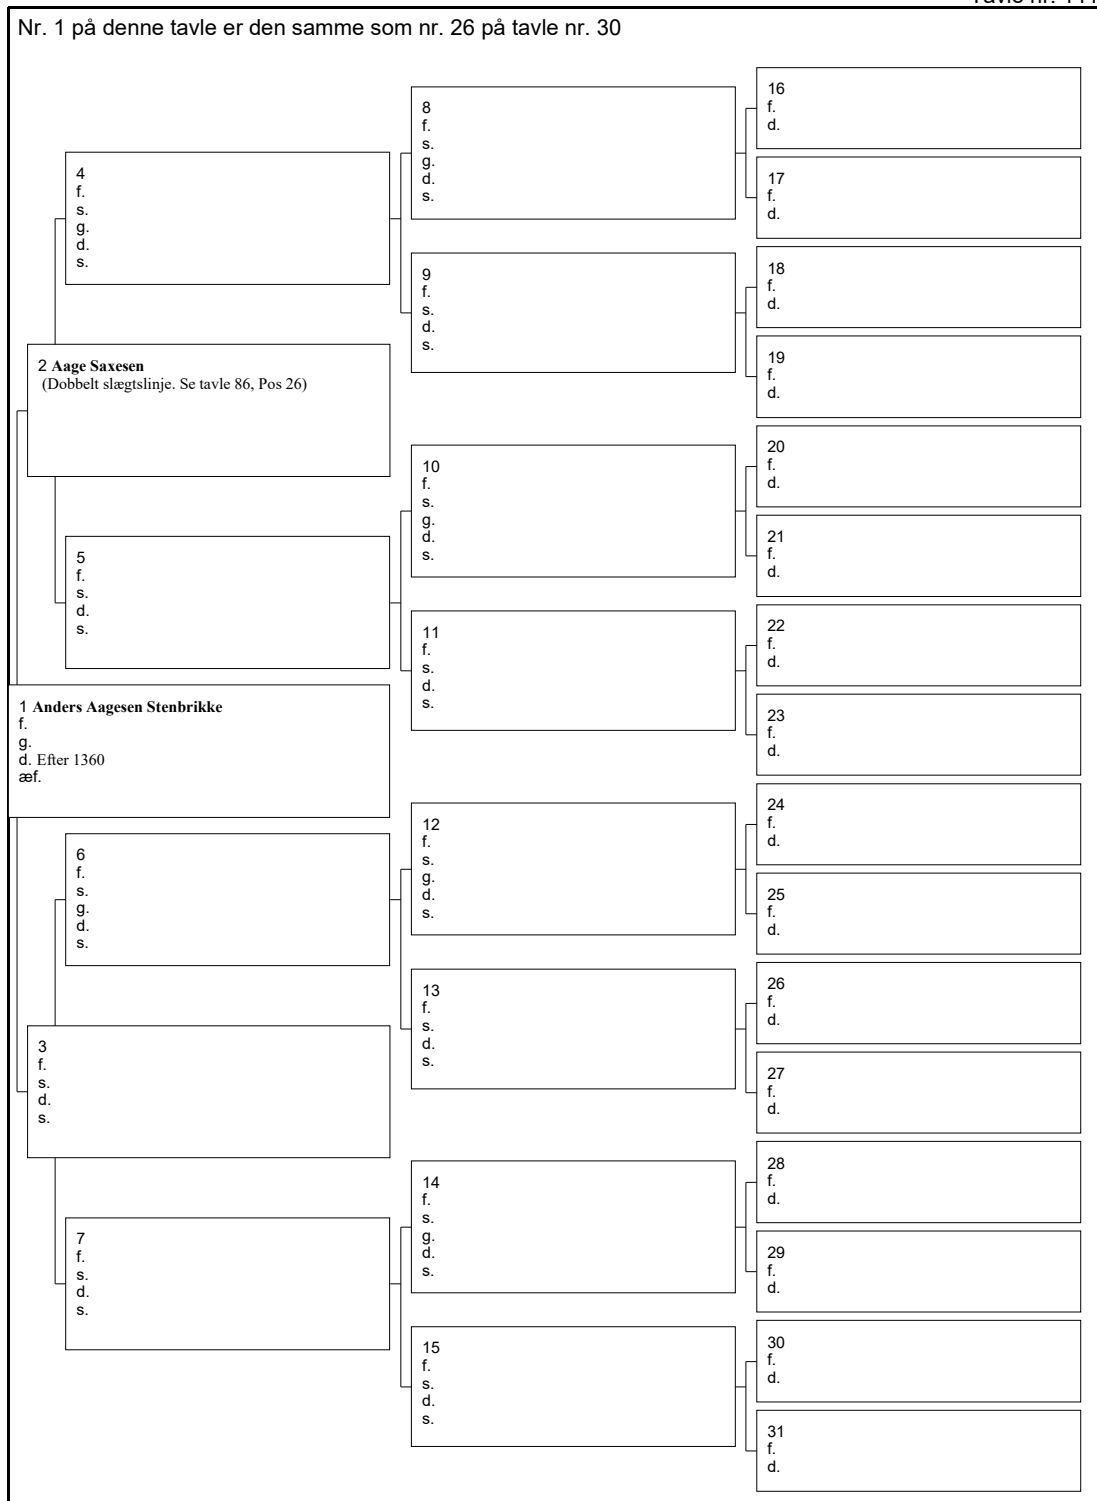 Nr. 1 på denne tavle er den samme som nr. 26 på tavle nr. 30
16
f.
d.
8
f.
s.
g.
d.
s.
17
f.
d.
4
f.
s.
g.
d.
s.
18
f.
d.
9
f.
s.
d.
s.
19
f.
d.
2 Aage Saxesen
(Dobbelt slægtslinje. Se tavle 86, Pos 26)
20
f.
d.
10
f.
s.
g.
d.
s.
21
f.
d.
5
f.
s.
d.
s.
22
f.
d.
11
f.
s.
d.
s.
23
f.
d.
1 Anders Aagesen Stenbrikke
f.
g.
d. Efter 1360
æf.
24
f.
d.
12
f.
s.
g.
d.
s.
25
f.
d.
6
f.
s.
g.
d.
s.
26
f.
d.
13
f.
s.
d.
s.
27
f.
d.
3
f.
s.
d.
s.
28
f.
d.
14
f.
s.
g.
d.
s.
29
f.
d.
7
f.
s.
d.
s.
30
f.
d.
15
f.
s.
d.
s.
31
f.
d.